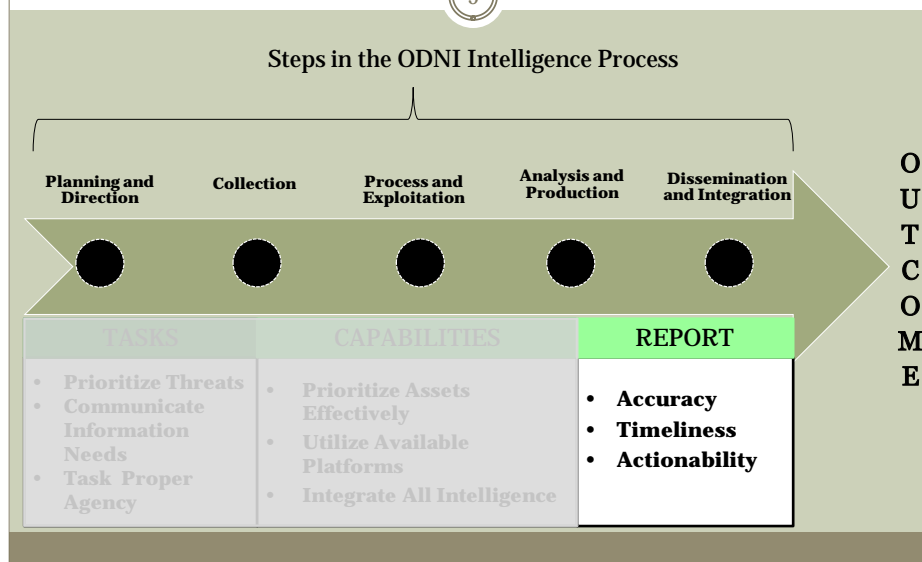 Steps in the ODNI Intelligence Process
Planning and
Direction
Collection
Process and
Exploitation
Analysis and
Production
Dissemination
and Integration
OUTCOME
TASKS
• Prioritize Threats
• Communicate
Information
Needs
• Task Proper
Agency
CAPABILITIES
• Prioritize Assets
Effectively
• Utilize Available
Platforms
• Integrate All Intelligence
REPORT
• Accuracy
• Timeliness
• Actionability